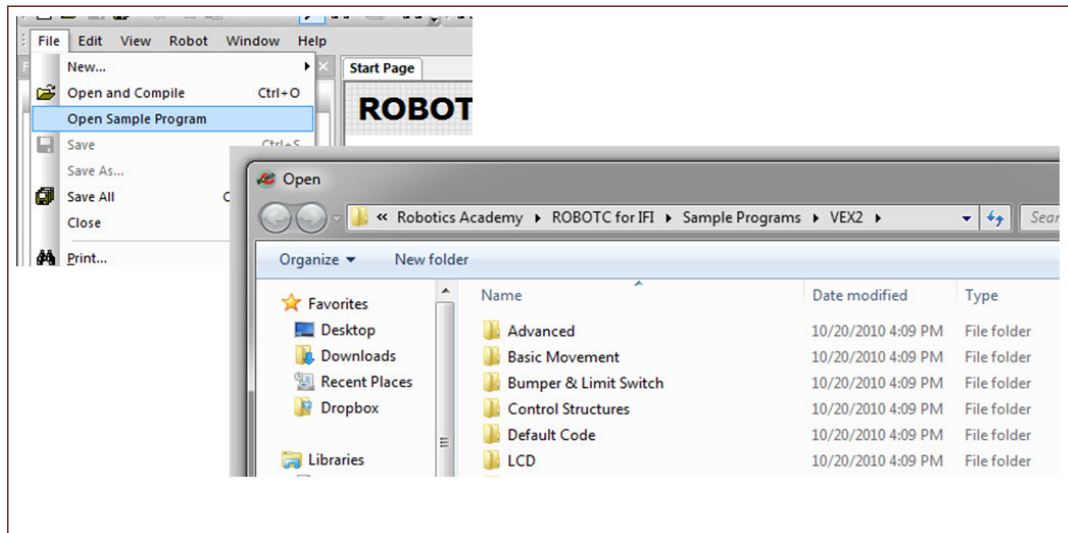 File Edit View Robot Window Help
New...
Open and Compile Ctrl+O
Open Sample Program
Save Ctrl+S
Save As...
Save All C
Close
Print...
Start Page
ROBOT
Open
« Robotics Academy ▸ ROBOTC for IFI ▸ Sample Programs ▸ VEX2 ▸
Organize ▾ New folder
Favorites
Desktop
Downloads
Recent Places
Dropbox
Libraries
Name Date modified Type
Advanced 10/20/2010 4:09 PM File folder
Basic Movement 10/20/2010 4:09 PM File folder
Bumper & Limit Switch 10/20/2010 4:09 PM File folder
Control Structures 10/20/2010 4:09 PM File folder
Default Code 10/20/2010 4:09 PM File folder
LCD 10/20/2010 4:09 PM File folder